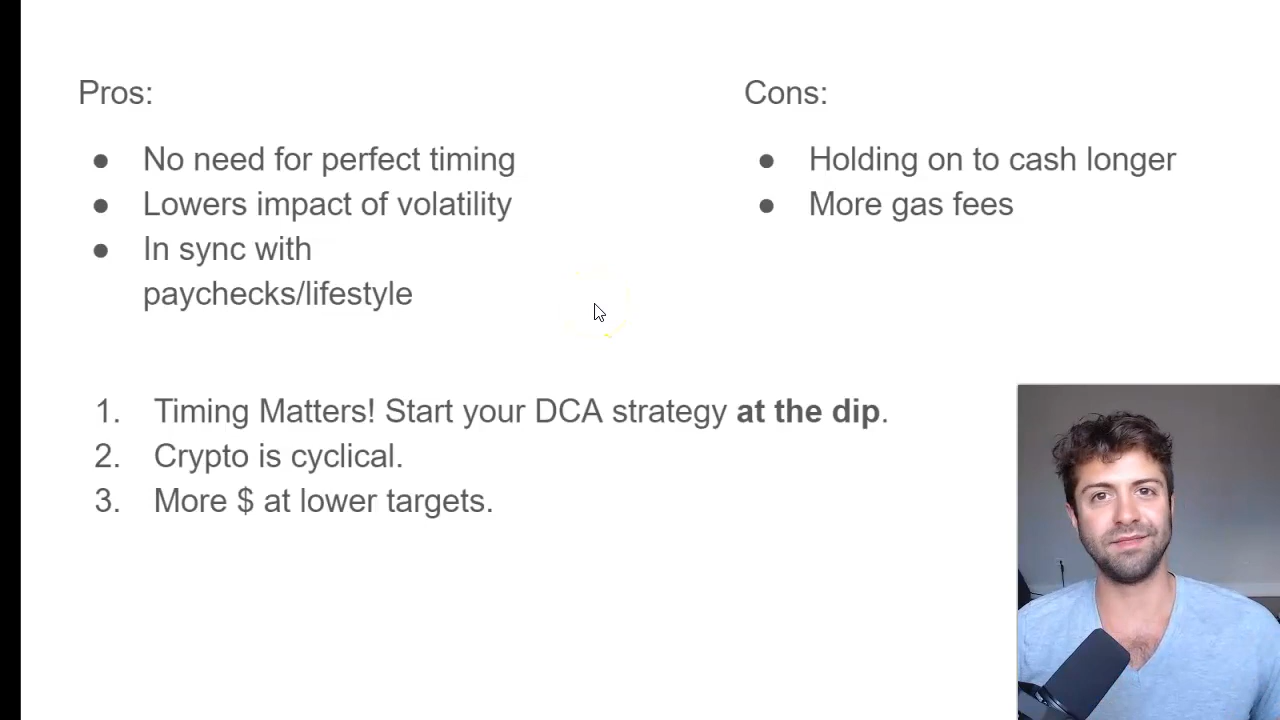 Pros:
● No need for perfect timing
● Lowers impact of volatility
● In sync with
paychecks/lifestyle
Cons:
● Holding on to cash longer
● More gas fees
1. Timing Matters! Start your DCA strategy at the dip.
2. Crypto is cyclical.
3. More $ at lower targets.